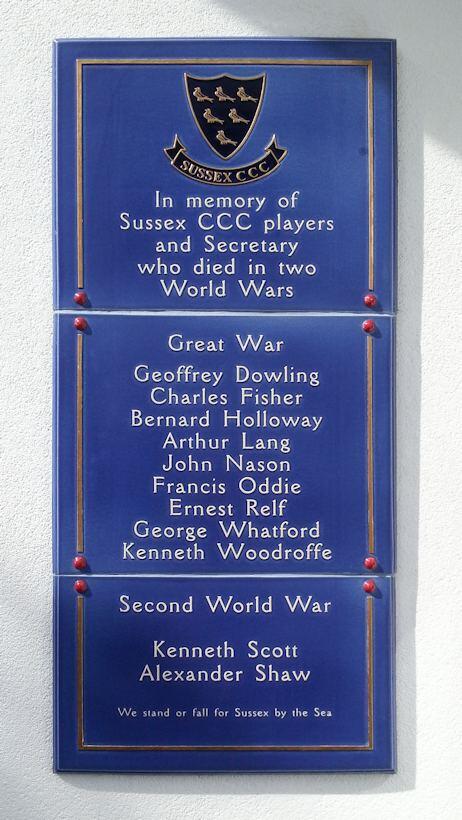 SUSSEX CCC
In memory of
Sussex CCC players
and Secretary
who died in two
World Wars
Great War
Geoffrey Dowling
Charles Fisher
Bernard Holloway
Arthur Lang
John Nason
Francis Oddie
Ernest Relf
George Whatford
Kenneth Woodroffe
Second World War
Kenneth Scott
Alexander Shaw
We stand or fall for Sussex by the Sea